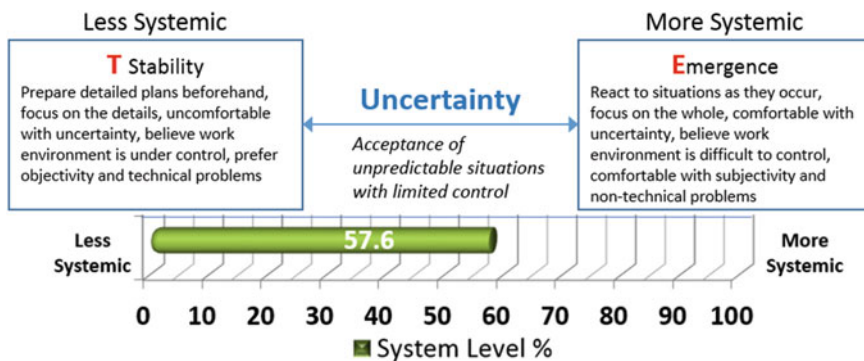 Less Systemic
More Systemic
T Stability
Prepare detailed plans beforehand,
focus on the details, uncomfortable
with uncertainty, believe work
environment is under control, prefer
objectivity and technical problems
Uncertainty
Acceptance of
unpredictable situations
with limited control
Emergence
React to situations as they occur,
focus on the whole, comfortable with
uncertainty, believe work
environment is difficult to control,
comfortable with subjectivity and
non-technical problems
Less
Systemic
57.6
More
Systemic
0 10 20 30 40 50 60 70 80 90 100
System Level %